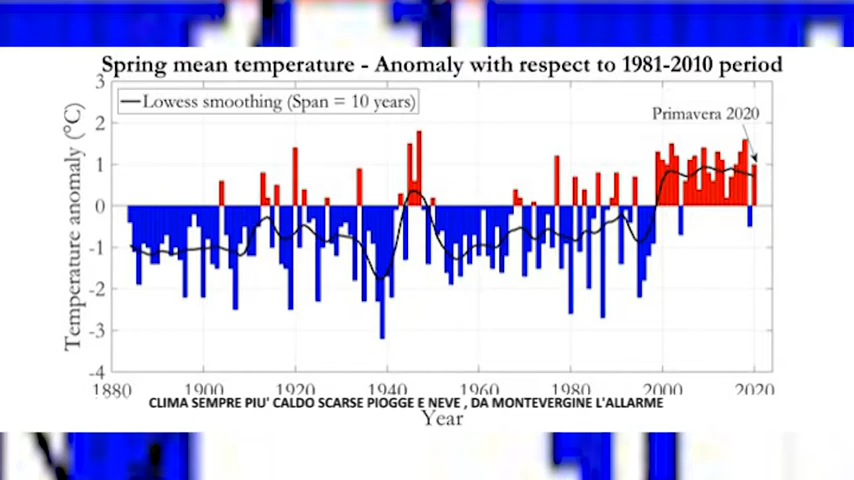 Spring mean temperature - Anomaly with respect to 1981-2010 period
Lowess smoothing (Span = 10 years)
Primavera 2020
Temperature anomaly (°C)
3
2
1
0
-1
-2
-3
-4
1880 1900 1920 1940 1960 1980 2000 2020
CLIMA SEMPRE PIU' CALDO SCARSE PIOGGE E NEVE , DA MONTEVERGINE L'ALLARME
Year